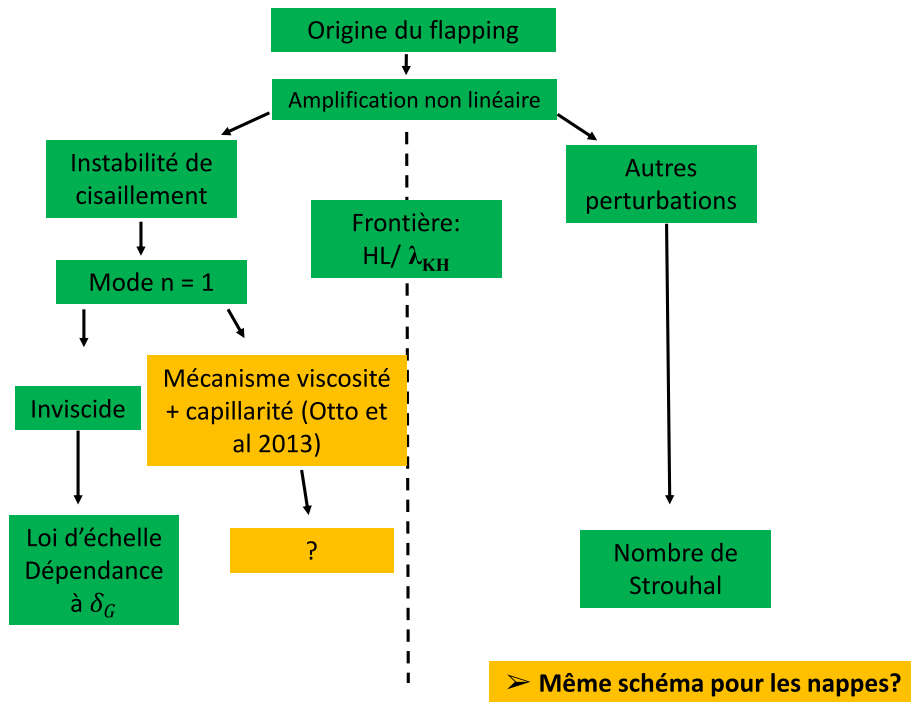 Origine du flapping
Amplification non linéaire
Instabilité de
cisaillement
Autres
perturbations
Frontière:
HL/ λKH
Mode n = 1
Mécanisme viscosité
+ capillarité (Otto et
al 2013)
Inviscide
Loi d’échelle
Dépendance
à δG
?
Nombre de
Strouhal
➢ Même schéma pour les nappes?